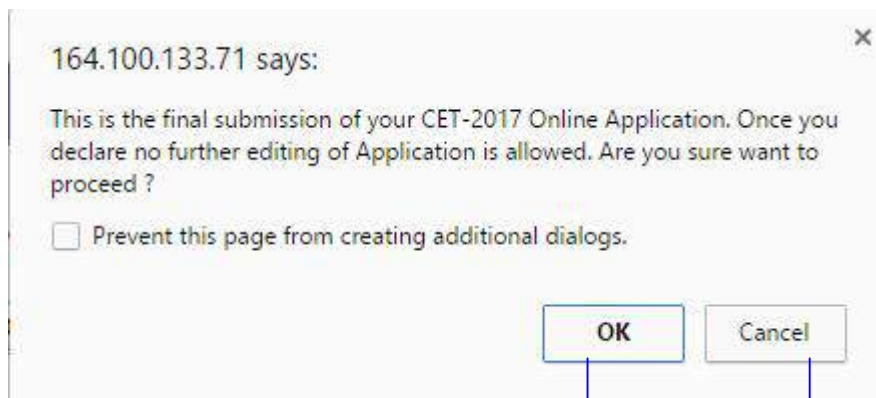 164.100.133.71 says:
This is the final submission of your CET-2017 Online Application. Once you
declare no further editing of Application is allowed. Are you sure want to
proceed ?
Prevent this page from creating additional dialogs.
OK Cancel